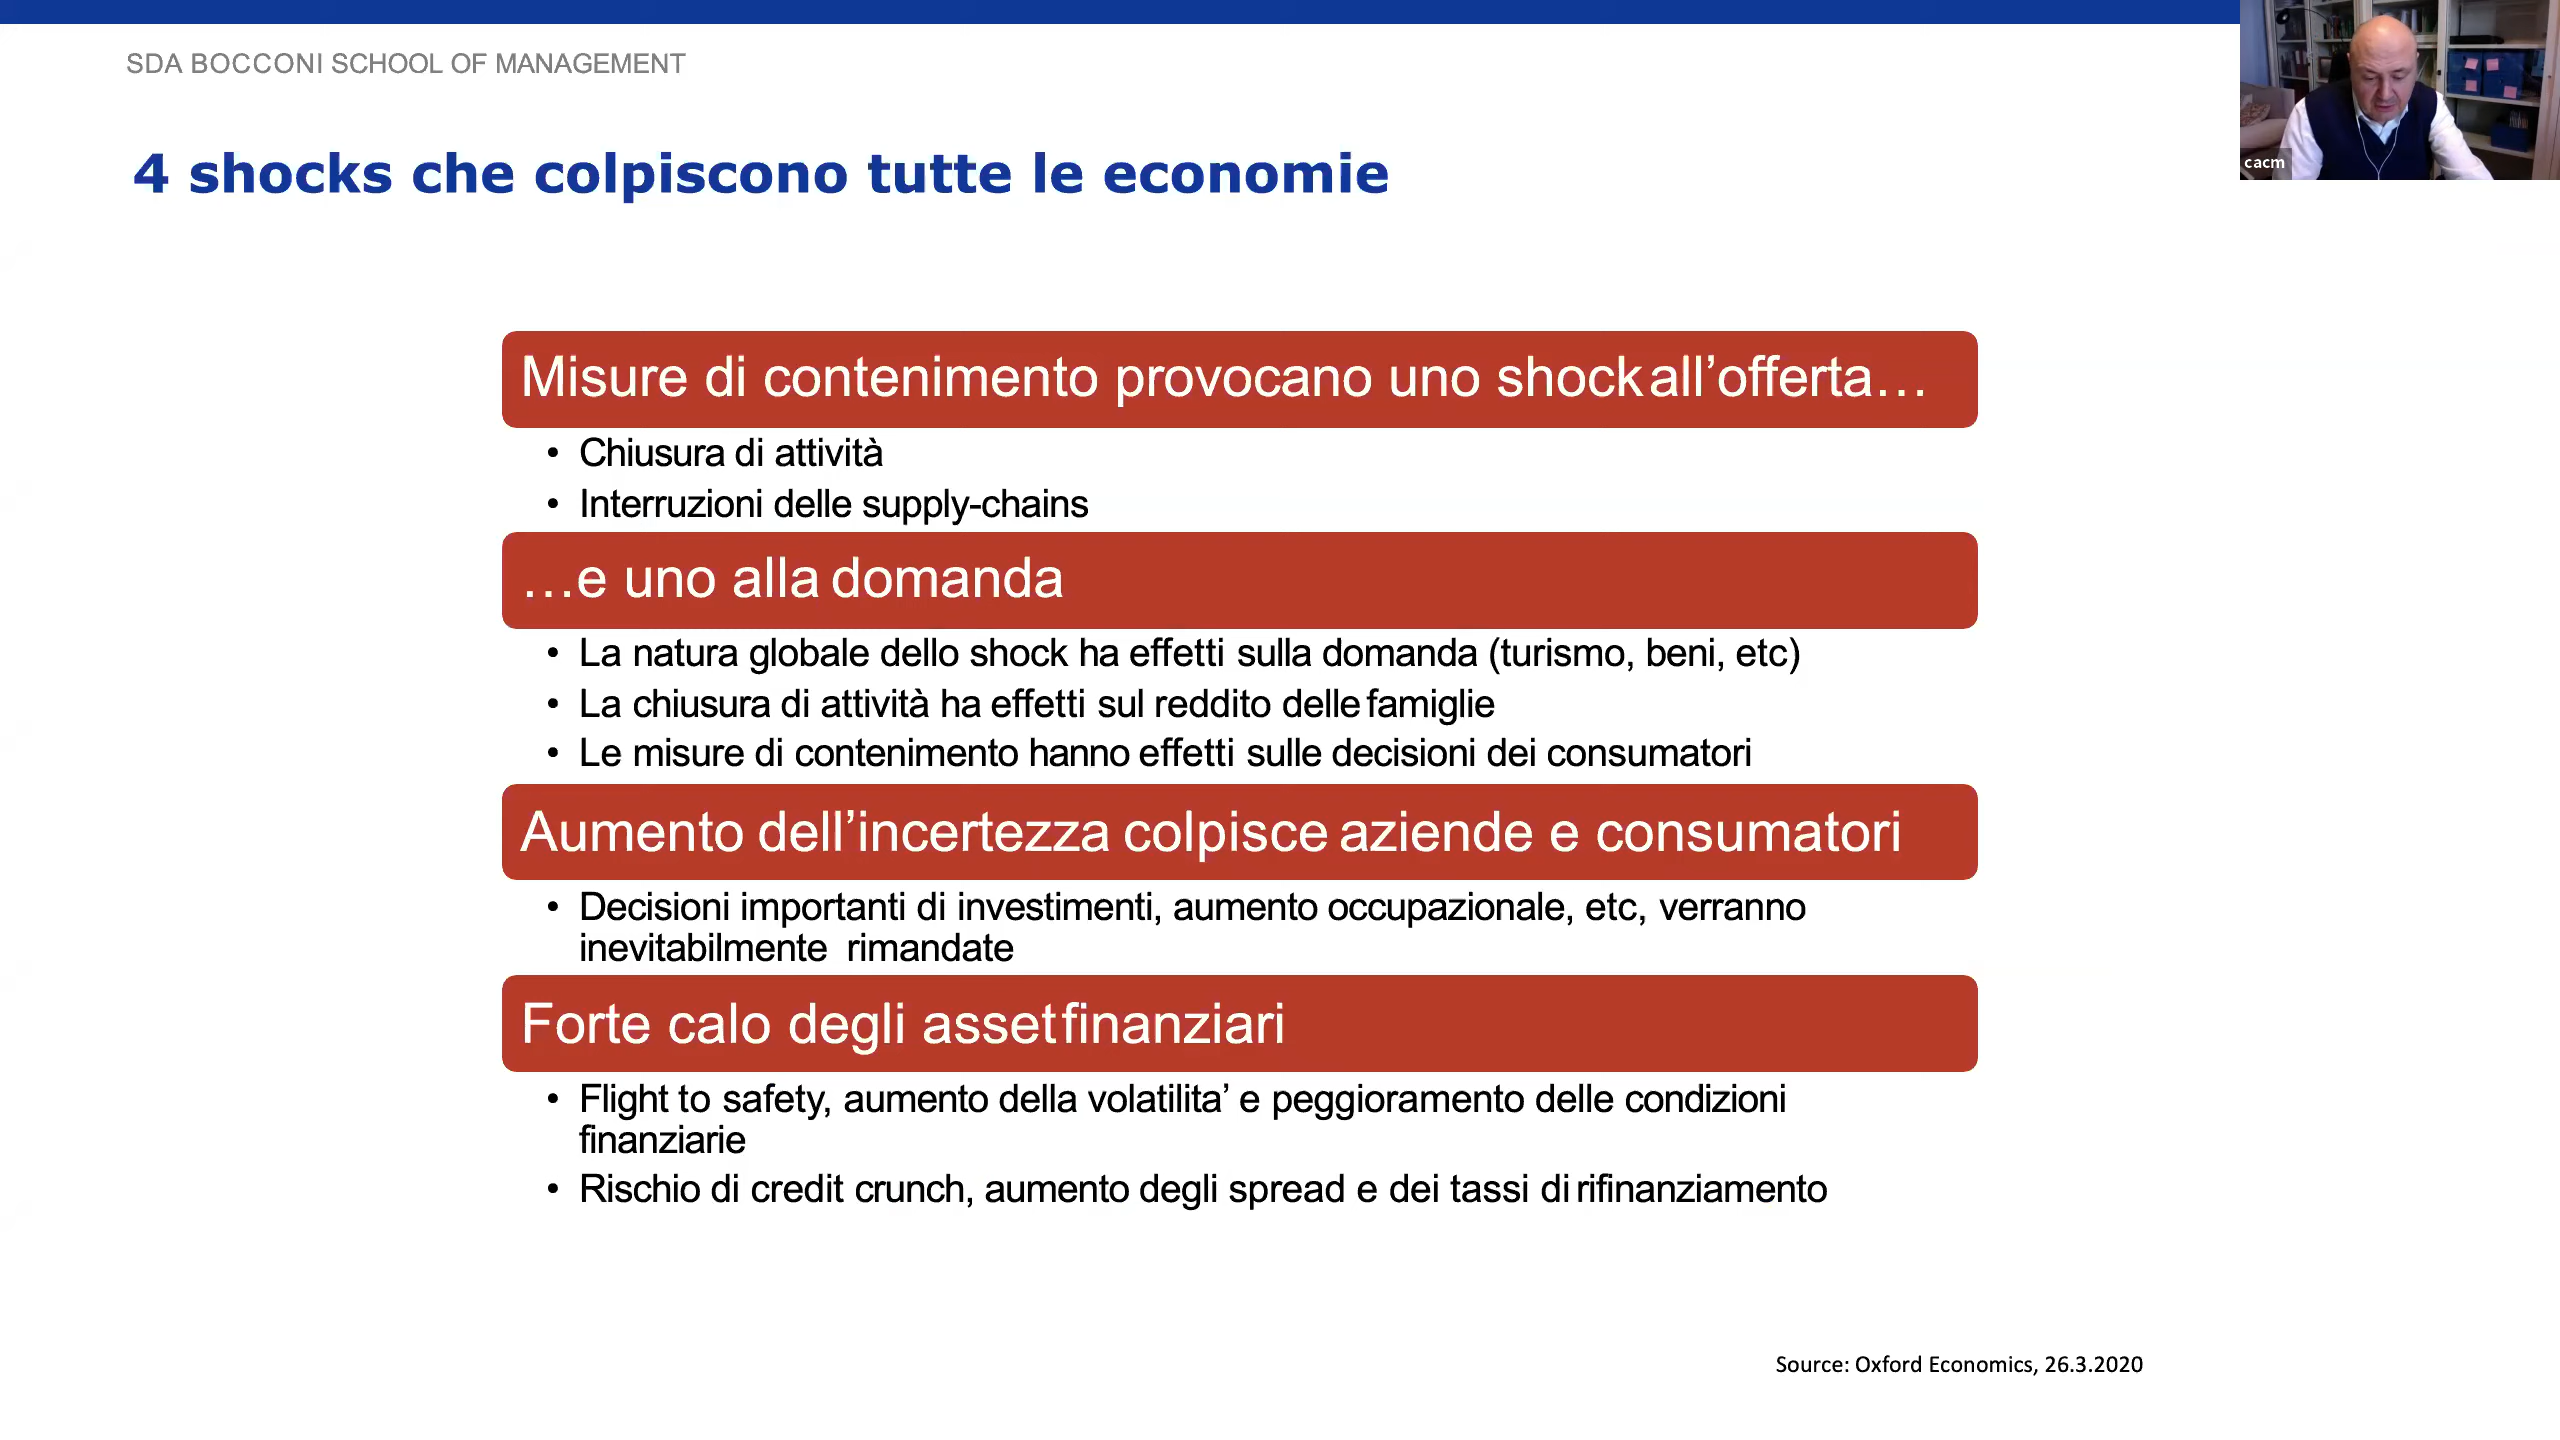 SDA BOCCONI SCHOOL OF MANAGEMENT
cacm
4 shocks che colpiscono tutte le economie
Misure di contenimento provocano uno shock all’offerta…
• Chiusura di attività
• Interruzioni delle supply-chains
…e uno alla domanda
• La natura globale dello shock ha effetti sulla domanda (turismo, beni, etc)
• La chiusura di attività ha effetti sul reddito delle famiglie
• Le misure di contenimento hanno effetti sulle decisioni dei consumatori
Aumento dell’incertezza colpisce aziende e consumatori
• Decisioni importanti di investimenti, aumento occupazionale, etc, verranno
inevitabilmente rimandate
Forte calo degli asset finanziari
• Flight to safety, aumento della volatilita’ e peggioramento delle condizioni
finanziarie
• Rischio di credit crunch, aumento degli spread e dei tassi di rifinanziamento
Source: Oxford Economics, 26.3.2020